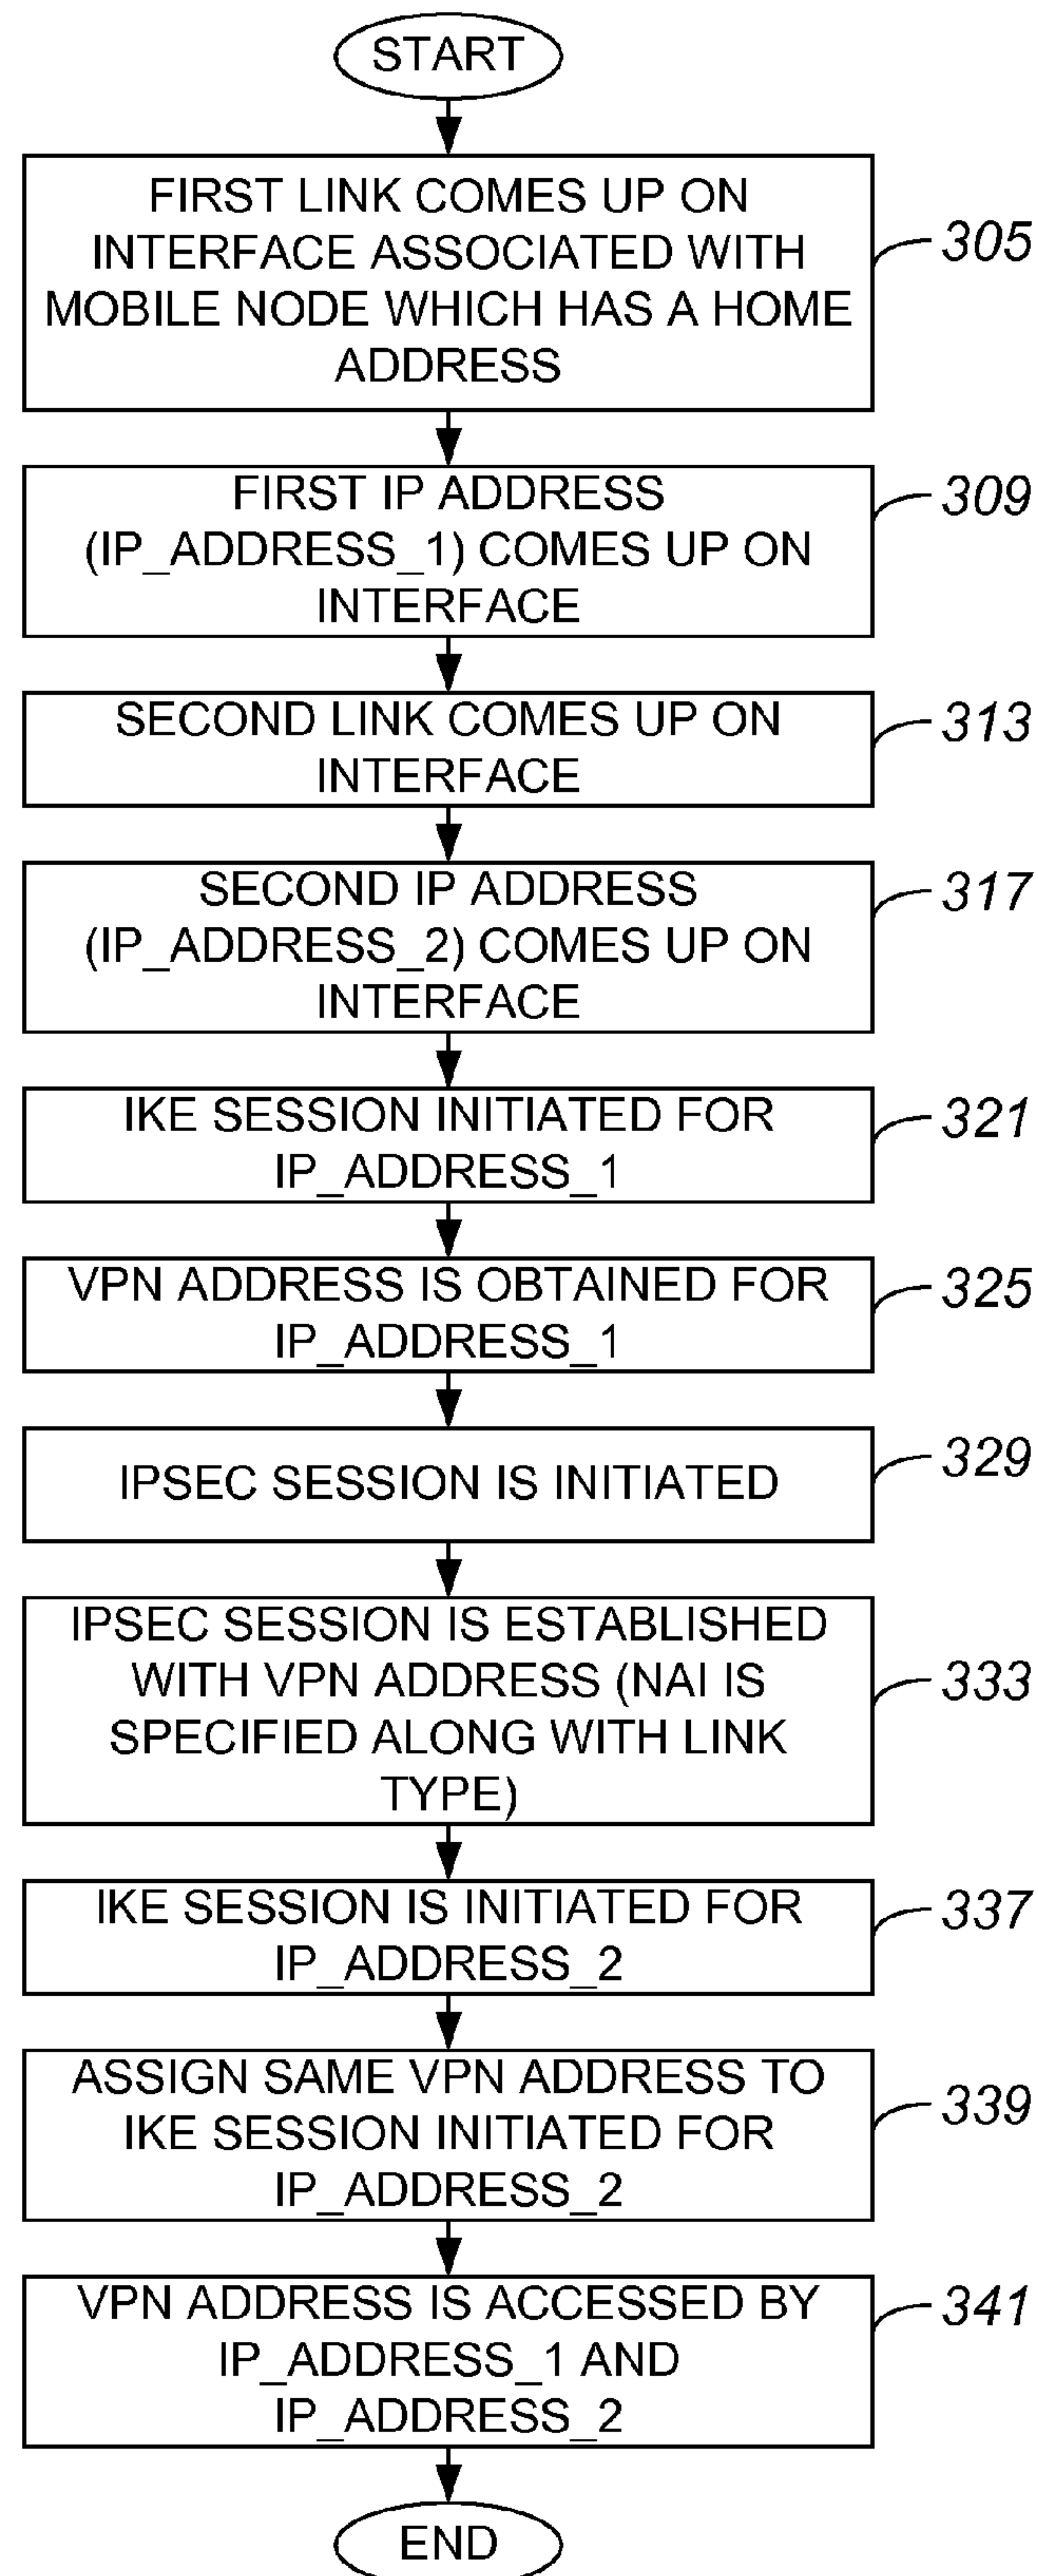 START
FIRST LINK COMES UP ON
INTERFACE ASSOCIATED WITH
MOBILE NODE WHICH HAS A HOME
ADDRESS
305
FIRST IP ADDRESS
(IP_ADDRESS_1) COMES UP ON
INTERFACE
309
SECOND LINK COMES UP ON
INTERFACE
313
SECOND IP ADDRESS
(IP_ADDRESS_2) COMES UP ON
INTERFACE
317
IKE SESSION INITIATED FOR
IP_ADDRESS_1
321
VPN ADDRESS IS OBTAINED FOR
IP_ADDRESS_1
325
IPSEC SESSION IS INITIATED
329
IPSEC SESSION IS ESTABLISHED
WITH VPN ADDRESS (NAI IS
SPECIFIED ALONG WITH LINK
TYPE)
333
IKE SESSION IS INITIATED FOR
IP_ADDRESS_2
337
ASSIGN SAME VPN ADDRESS TO
IKE SESSION INITIATED FOR
IP_ADDRESS_2
339
VPN ADDRESS IS ACCESSED BY
IP_ADDRESS_1 AND
IP_ADDRESS_2
341
END